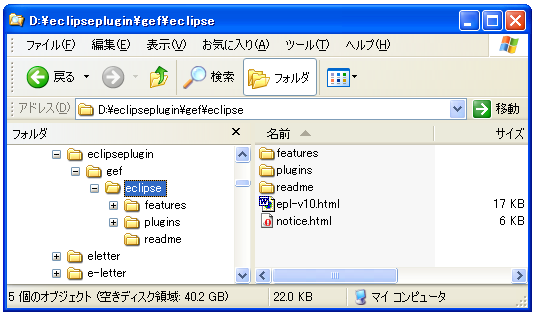 D:¥eclipseplugin¥gef¥eclipse
ファイル(F) 編集(E) 表示(V) お気に入り(A) ツール(T) ヘルプ(H)
戻る 検索 フォルダ
アドレス(D) D:¥eclipseplugin¥gef¥eclipse 移動
フォルダ
eclipseplugin
gef
eclipse
features
plugins
readme
eletter
e-letter
名前 サイズ
features
plugins
readme
epl-v10.html 17 KB
notice.html 6 KB
5 個のオブジェクト (空きディスク領域: 40.2 GB) 22.0 KB マイ コンピュータ